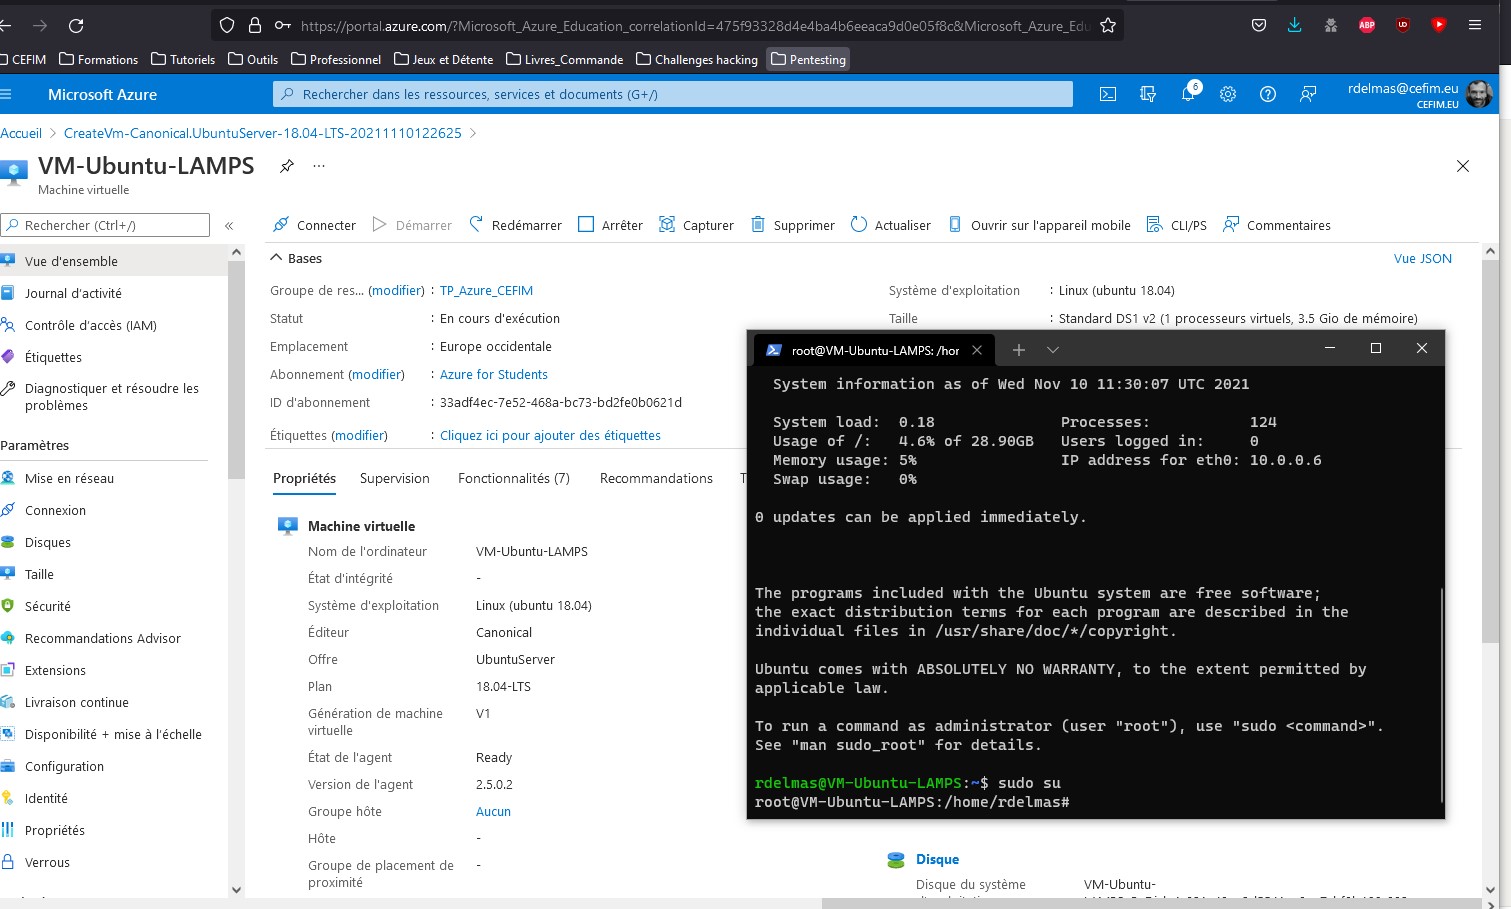 https://portal.azure.com/?Microsoft_Azure_Education_correlationId=475f93328d4e4ba4b6eeaca9d0e05f8c&Microsoft_Azure_Edu
CEFIM Formations Tutoriels Outils Professionnel Jeux et Détente Livres_Commande Challenges hacking Pentesting
Microsoft Azure
Rechercher dans les ressources, services et documents (G+/)
6
rdelmas@cefim.eu
CEFIM.EU
Accueil > CreateVm-Canonical.UbuntuServer-18.04-LTS-20211110122625 >
VM-Ubuntu-LAMPS
Machine virtuelle
Rechercher (Ctrl+/)
Connecter Démarrer Redémarrer Arrêter Capturer Supprimer Actualiser Ouvrir sur l'appareil mobile CLI/PS Commentaires
Vue d'ensemble
Journal d'activité
Contrôle d'accès (IAM)
Étiquettes
Diagnostiquer et résoudre les problèmes
Paramètres
Mise en réseau
Connexion
Disques
Taille
Sécurité
Recommandations Advisor
Extensions
Livraison continue
Disponibilité + mise à l'échelle
Configuration
Identité
Propriétés
Verrous
Bases
Vue JSON
Groupe de res... (modifier) : TP_Azure_CEFIM
Statut : En cours d'exécution
Emplacement : Europe occidentale
Abonnement (modifier) : Azure for Students
ID d'abonnement : 33adf4ec-7e52-468a-bc73-bd2fe0b0621d
Étiquettes (modifier) : Cliquez ici pour ajouter des étiquettes
Système d'exploitation : Linux (ubuntu 18.04)
Taille : Standard DS1 v2 (1 processeurs virtuels, 3.5 Gio de mémoire)
Propriétés Supervision Fonctionnalités (7) Recommandations
Machine virtuelle
Nom de l'ordinateur VM-Ubuntu-LAMPS
État d'intégrité -
Système d'exploitation Linux (ubuntu 18.04)
Éditeur Canonical
Offre UbuntuServer
Plan 18.04-LTS
Génération de machine virtuelle V1
État de l'agent Ready
Version de l'agent 2.5.0.2
Groupe hôte Aucun
Hôte -
Groupe de placement de proximité -
Disque
Disque du système VM-Ubuntu-
root@VM-Ubuntu-LAMPS: /hor
System information as of Wed Nov 10 11:30:07 UTC 2021
System load: 0.18 Processes: 124
Usage of /: 4.6% of 28.90GB Users logged in: 0
Memory usage: 5% IP address for eth0: 10.0.0.6
Swap usage: 0%
0 updates can be applied immediately.
The programs included with the Ubuntu system are free software;
the exact distribution terms for each program are described in the
individual files in /usr/share/doc/*/copyright.
Ubuntu comes with ABSOLUTELY NO WARRANTY, to the extent permitted by
applicable law.
To run a command as administrator (user "root"), use "sudo <command>".
See "man sudo_root" for details.
rdelmas@VM-Ubuntu-LAMPS:~$ sudo su
root@VM-Ubuntu-LAMPS:/home/rdelmas#